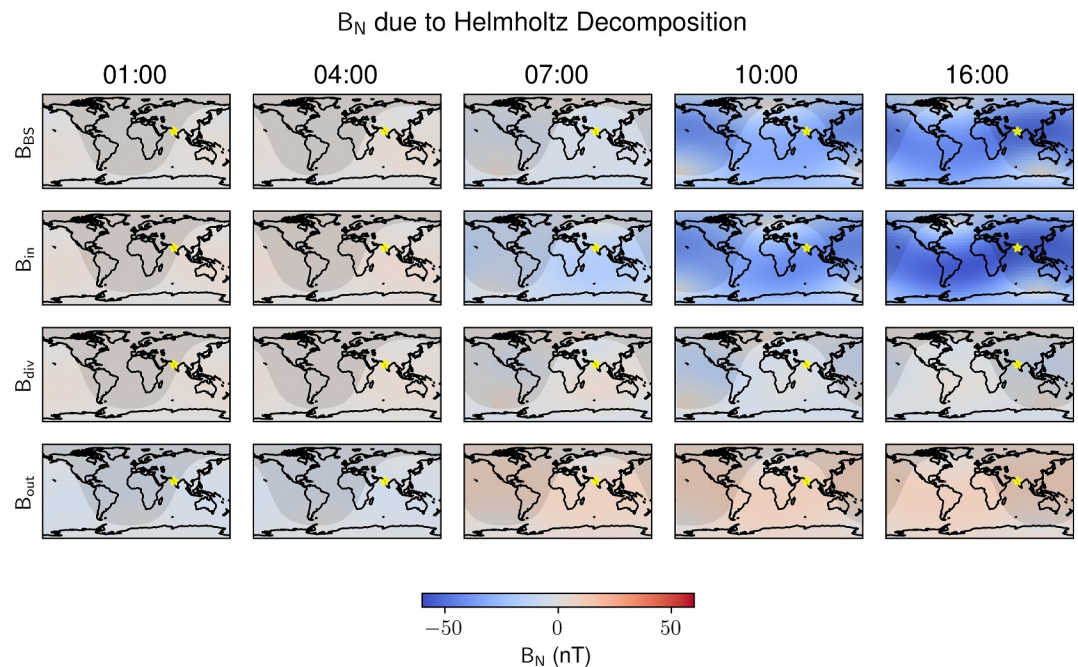 B_N due to Helmholtz Decomposition
01:00 04:00 07:00 10:00 16:00
B_BS
B_in
B_div
B_out
−50 0 50
B_N (nT)